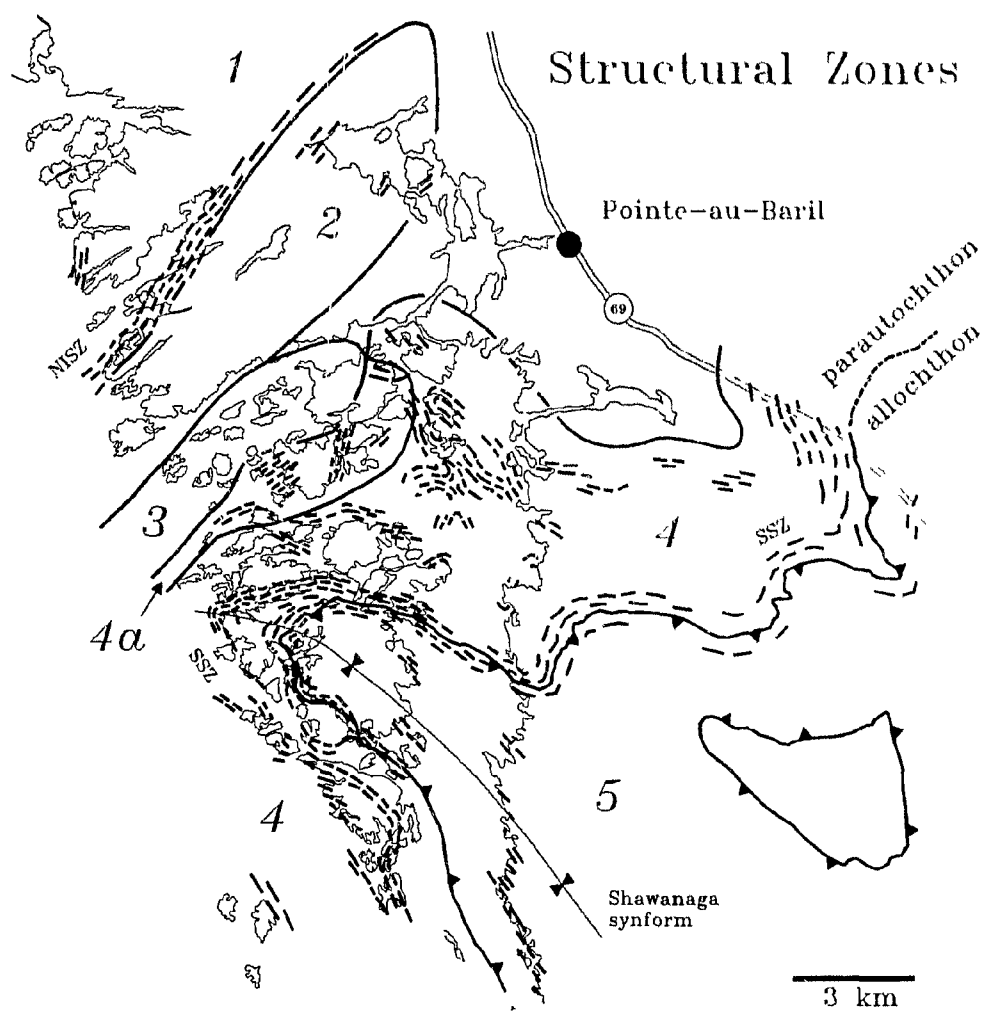 Structural Zones
1
2
Pointe-au-Baril
69
parautochthon
allochthon
NISZ
3
4
SSZ
4a
SSZ
5
4
Shawanaga
synform
3 km